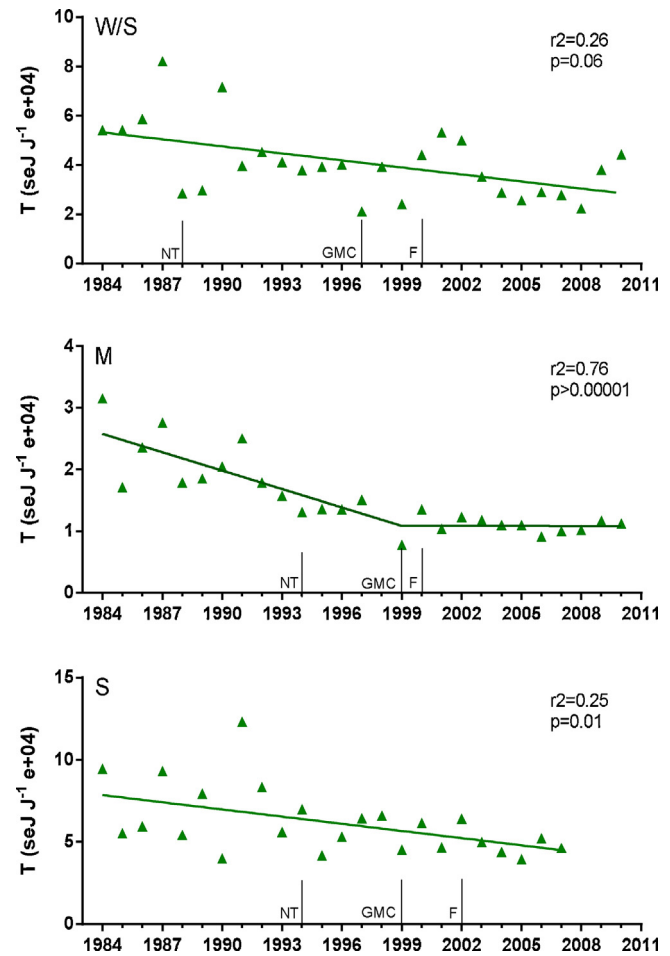 W/S
r2=0.26
p=0.06
T (seJ J-1 e+04)
10
8
6
4
2
0
NT
GMC
F
1984 1987 1990 1993 1996 1999 2002 2005 2008 2011
M
r2=0.76
p>0.00001
T (seJ J-1 e+04)
4
3
2
1
0
NT
GMC
F
1984 1987 1990 1993 1996 1999 2002 2005 2008 2011
S
r2=0.25
p=0.01
T (seJ J-1 e+04)
15
10
5
0
NT
GMC
F
1984 1987 1990 1993 1996 1999 2002 2005 2008 2011